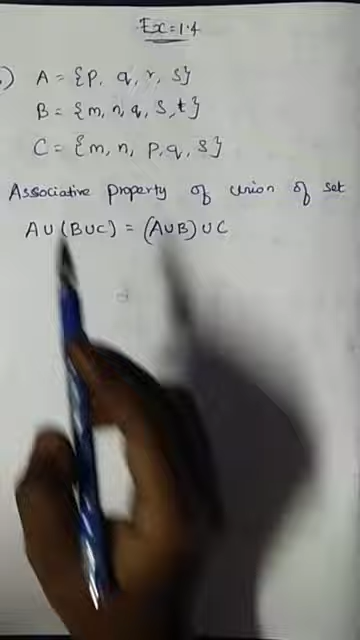 Ex=1.4
) A = {p, q, r, s}
B = {m, n, q, s, t}
C = {m, n, p, q, s}
Associative property of union of set
A∪(B∪C) = (A∪B)∪C